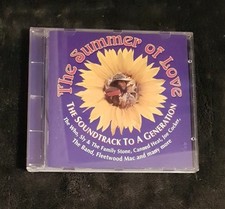 The Summer of Love
THE SOUNDTRACK TO A GENERATION
The Who, Sly & The Family Stone, Canned Heat, Joe Cocker,
The Band, Fleetwood Mac and many more